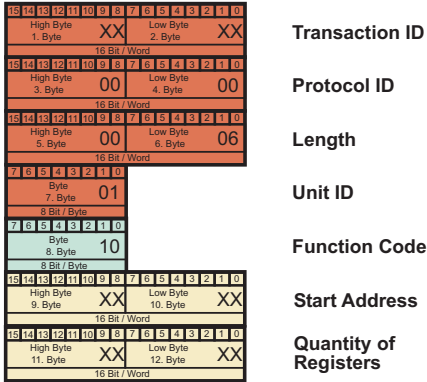 15 14 13 12 11 10 9 8 7 6 5 4 3 2 1 0
High Byte
1. Byte
XX
Low Byte
2. Byte
XX
16 Bit / Word
Transaction ID
15 14 13 12 11 10 9 8 7 6 5 4 3 2 1 0
High Byte
3. Byte
00
Low Byte
4. Byte
00
16 Bit / Word
Protocol ID
15 14 13 12 11 10 9 8 7 6 5 4 3 2 1 0
High Byte
5. Byte
00
Low Byte
6. Byte
06
16 Bit / Word
Length
7 6 5 4 3 2 1 0
Byte
7. Byte
01
8 Bit / Byte
Unit ID
7 6 5 4 3 2 1 0
Byte
8. Byte
10
8 Bit / Byte
Function Code
15 14 13 12 11 10 9 8 7 6 5 4 3 2 1 0
High Byte
9. Byte
XX
Low Byte
10. Byte
XX
16 Bit / Word
Start Address
15 14 13 12 11 10 9 8 7 6 5 4 3 2 1 0
High Byte
11. Byte
XX
Low Byte
12. Byte
XX
16 Bit / Word
Quantity of
Registers